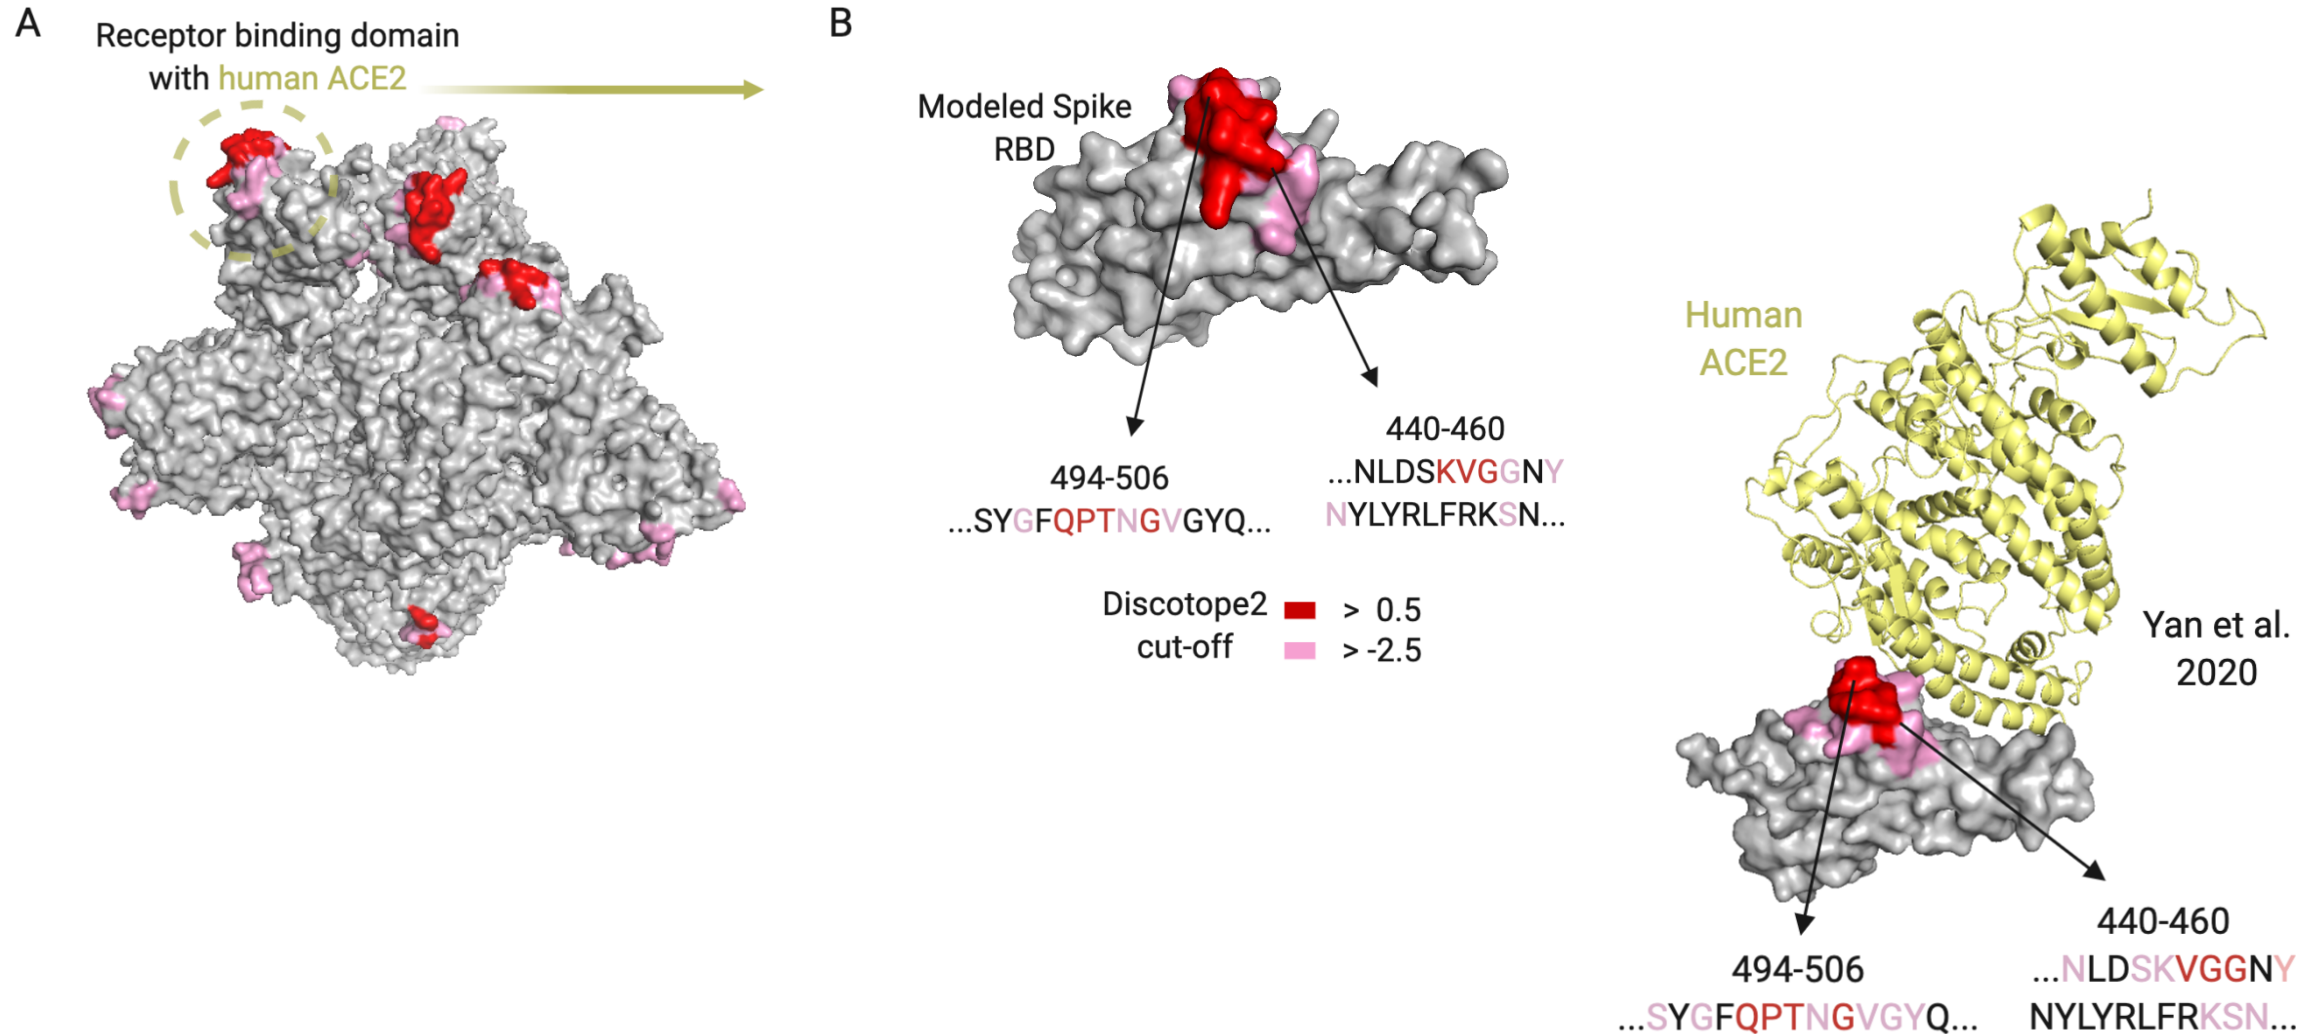 A
Receptor binding domain
with human ACE2
B
Modeled Spike
RBD
494-506
...SYGFQPTNGVGYQ...
440-460
...NLDSKVGGNY
NYLYRLFRKSN...
Discotope2
cut-off
> 0.5
> -2.5
Human
ACE2
Yan et al.
2020
494-506
...SYGFQPTNGVGYQ...
440-460
...NLDSKVGGNY
NYLYRLFRKSN...